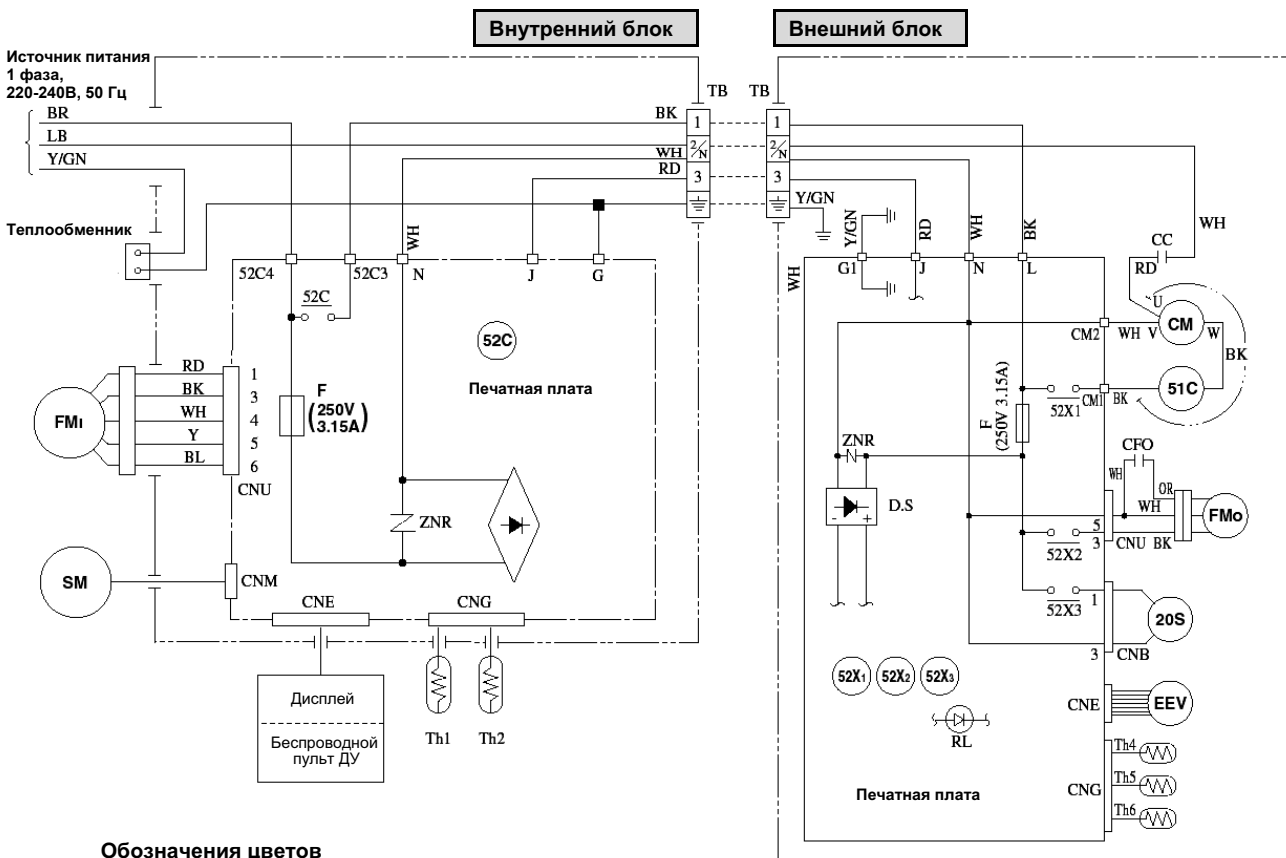 Внутренний блок
Внешний блок
Источник питания
1 фаза,
220-240В, 50 Гц
TB TB
BR
BK
1 1
LB
2/N 2/N
WH
Y/GN
RD
3 3
Y/GN
Теплообменник
WH
52C4
52C3
N
J
G
52C
52C
Печатная плата
F
(250V
3.15A)
RD
1
BK
3
FMI
WH
4
Y
5
BL
6
CNU
ZNR
SM
CNM
CNE
CNG
Дисплей
Беспроводной
пульт ДУ
Th1
Th2
WH
Y/GN
RD
WH
BK
G1
J
N
L
CC
WH
RD
U
CM
CM2
WH V
W
BK
51C
CM1
BK
52X1
F
(250V 3.15A)
ZNR
CFO
WH
OR
D.S
- +
WH
FMo
5
3
CNU BK
52X2
52X3
1
20S
3
CNB
52X1
52X2
52X3
CNE
EEV
RL
Th4
Th5
CNG
Th6
Печатная плата
Обозначения цветов